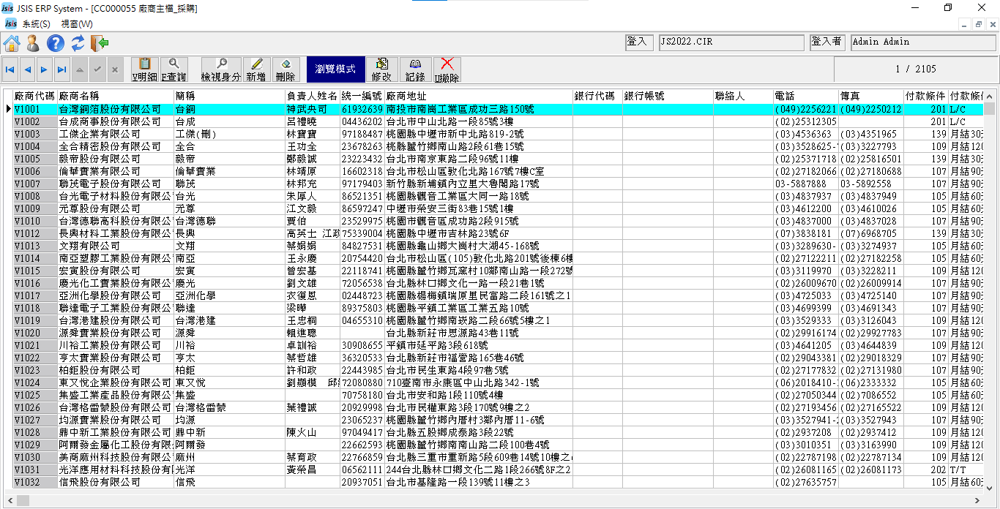 JSIS ERP System - [CC000055 廠商主檔_採購]
系統(S) 視窗(W)
登入 JS2022.CIR 登入者 Admin Admin
V明細 F查詢 檢視身分 新增 刪除 瀏覽模式 修改 記錄 U撤除 1 / 2105
廠商代碼 廠商名稱 簡稱 負責人姓名 統一編號 廠商地址 銀行代碼 銀行帳號 聯絡人 電話 傳真 付款條件 付款條
V1001 台灣銅箔股份有限公司 台銅 神武央司 61932639 南投市南崗工業區成功三路150號 (049)2256221 (049)2250212 201 L/C
V1002 台成商事股份有限公司 台成 呂禮曉 04436202 台北市中山北路一段85號3樓 (02)25312305 201 L/C
V1003 工傑企業有限公司 工傑(刪) 林寶寶 97188487 桃園縣中壢市新中北路819-2號 (03)4536363 (03)4351965 139 月結30
V1004 全合精密股份有限公司 全合 王功全 23678263 桃縣蘆竹鄉南山路2段61巷15號 (03)3528625- (03)3227793 109 月結120
V1005 毅帝股份有限公司 毅帝 鄭毅誠 23223432 台北市南京東路二段96號11樓 (02)25371718 (02)25816501 139 月結30
V1006 倫華實業有限公司 倫華實業 林靖原 16602318 台北市松山區敦化北路167號7樓C室 (02)27182066 (02)27180688 107 月結90
V1007 聯茂電子股份有限公司 聯茂 林邦充 97179403 新竹縣新埔鎮內立里大魯閣路17號 03-5887888 03-5892558 107 月結90
V1008 台光電子材料股份有限公 台光 朱厚人 86521351 桃園縣觀音工業區大同一路18號 (03)4837937 (03)4837949 105 月結60
V1009 元尊股份有限公司 元尊 江文毅 86597247 中壢市榮安三街83巷15號1樓 (03)4612200 (03)4610026 105 月結60
V1010 台灣德聯高科股份有限公 台灣德聯 賈伯 23529975 桃園市觀音區成功路2段915號 (03)4837000 (03)4837028 107 月結90
V1012 長興材料工業股份有限公 長興 高英士 江政 75339004 桃園縣中壢市吉林路23號6F (07)3838181 (07)6968705 139 月結30
V1013 文翔有限公司 文翔 蔡娟娟 84827531 桃園縣龜山鄉大崗村大湖45-168號 (03)3289630- (03)3274937 105 月結60
V1014 南亞塑膠工業股份有限公 南亞 王永慶 20754420 台北市松山區(105)敦化北路201號後棟6樓 (02)27122211 (02)27182258 105 月結60
V1015 宏寅股份有限公司 宏寅 曾宏基 22118741 桃園縣蘆竹鄉瓦窯村10鄰南山路一段272號 (03)3119970 (03)3228211 109 月結120
V1016 慶光化工實業股份有限公 慶光 劉文雄 72056538 台北縣林口鄉文化一路一段21巷1號 (02)26009670 (02)26009914 107 月結90
V1017 亞洲化學股份有限公司 亞洲化學 衣復恩 02448723 桃園縣楊梅鎮瑞原里民富路二段161號之1 (03)4725033 (03)4725140 107 月結90
V1018 聯達電子工業股份有限公 聯達 梁曄 89375803 桃園縣平鎮工業區工業五路10號 (03)4699399 (03)4691343 107 月結90
V1019 台灣港建股份有限公司 台灣港建 王忠桐 04655310 桃園縣蘆竹鄉南崁路二段66號5樓之1 (03)3529333 (03)3126043 109 月結120
V1020 源舜實業股份有限公司 源舜 賴進聰 台北縣新莊市思源路43巷11號 (02)29916174 (02)29927783 107 月結90
V1021 川裕工業股份有限公司 川裕 卓訓裕 30908655 平鎮市延平路3段618號 (03)4641205 (03)4644839 109 月結120
V1022 亨太實業股份有限公司 亨太 蔡哲雄 36320533 台北縣新莊市福營路165巷46號 (02)29043381 (02)29018329 107 月結90
V1023 柏鉅股份有限公司 柏鉅 許和政 22443985 台北市民生東路4段97巷5號 (02)27177832 (02)27131980 107 月結90
V1024 東又悅企業股份有限公司 東又悅 劉顯模 邱 72080880 710臺南市永康區中山北路342-1號 (06)2018410- (06)2333332 105 月結60
V1025 集盛工業產品股份有限公 集盛 70758180 台北市安和路1段110號4樓 (02)27050344 (02)7086552 105 月結60
V1026 台灣格雷蒙股份有限公司 台灣格雷蒙 葉禮誠 20929998 台北市民權東路3段170號9樓之2 (02)27193456 (02)27165522 109 月結120
V1027 均源實業股份有限公司 均源 23065237 桃園縣蘆竹鄉內厝村3鄰內厝11-6號 (03)3527941-2 (03)3527943 107 月結90
V1028 鼎中新工業股份有限公司 鼎中新 陳火山 97049417 台北縣五股鄉成泰路3段22號 (02)2937208 (02)2937412 109 月結120
V1029 阿爾發金屬化工股份有限 阿爾發 22662593 桃園縣蘆竹鄉南南山路二段100巷4號 (03)3010351 (03)3163990 109 月結120
V1030 美商麻州科技股份有限公 麻州 蔡育政 22766859 台北縣三重市重新路5段609巷14號10樓之 (02)22787198 (02)22787134 109 月結120
V1031 光洋應用材料科技股份有 光洋 黃榮昌 06562111 244台北縣林口鄉文化二路1段266號8F之2 (02)26081165 (02)26081173 202 T/T
V1032 信飛股份有限公司 信飛 20937051 台北市基隆路一段139號11樓之3 (02)27635757 105 月結60